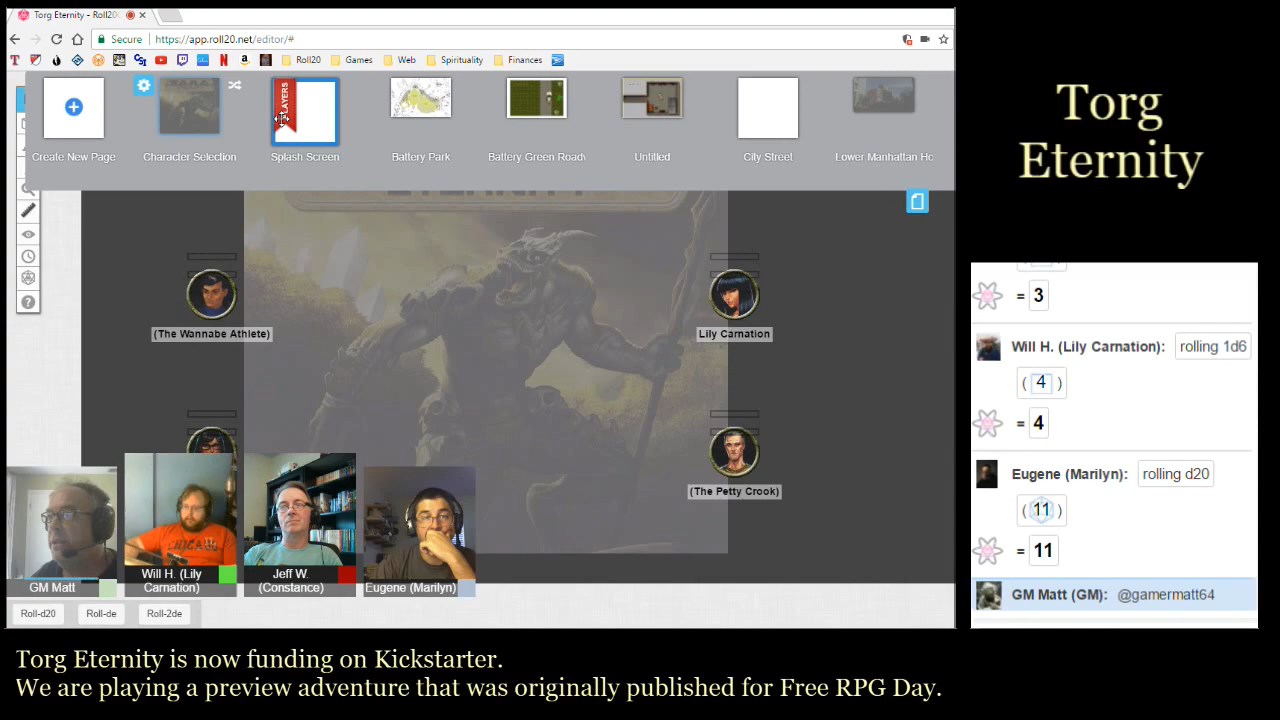 Torg Eternity - Roll20
Secure https://app.roll20.net/editor/#
Roll20 Games Web Spirituality Finances
PLAYERS
Create New Page Character Selection Splash Screen Battery Park Battery Green Road Untitled City Street Lower Manhattan Ho
ETERNITY
(The Wannabe Athlete)
Lily Carnation
(The Petty Crook)
GM Matt
Will H. (Lily
Carnation)
Jeff W.
(Constance)
Eugene (Marilyn)
Roll-d20 Roll-de Roll-2de
Torg
Eternity
= 3
Will H. (Lily Carnation): rolling 1d6
( 4 )
= 4
Eugene (Marilyn): rolling d20
( 11 )
= 11
GM Matt (GM): @gamermatt64
Torg Eternity is now funding on Kickstarter.
We are playing a preview adventure that was originally published for Free RPG Day.